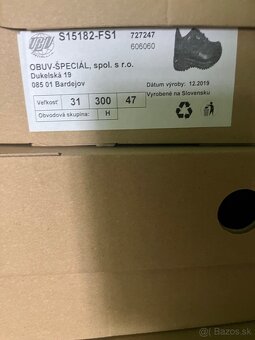 S15182-FS1 727247
606060
OBUV-ŠPECIÁL, spol. s r.o.
Dukelská 19
085 01 Bardejov
Dátum výroby: 12.2019
Veľkosť 31 300 47
Vyrobené na Slovensku
Obvodová skupina: H
Bazos.sk